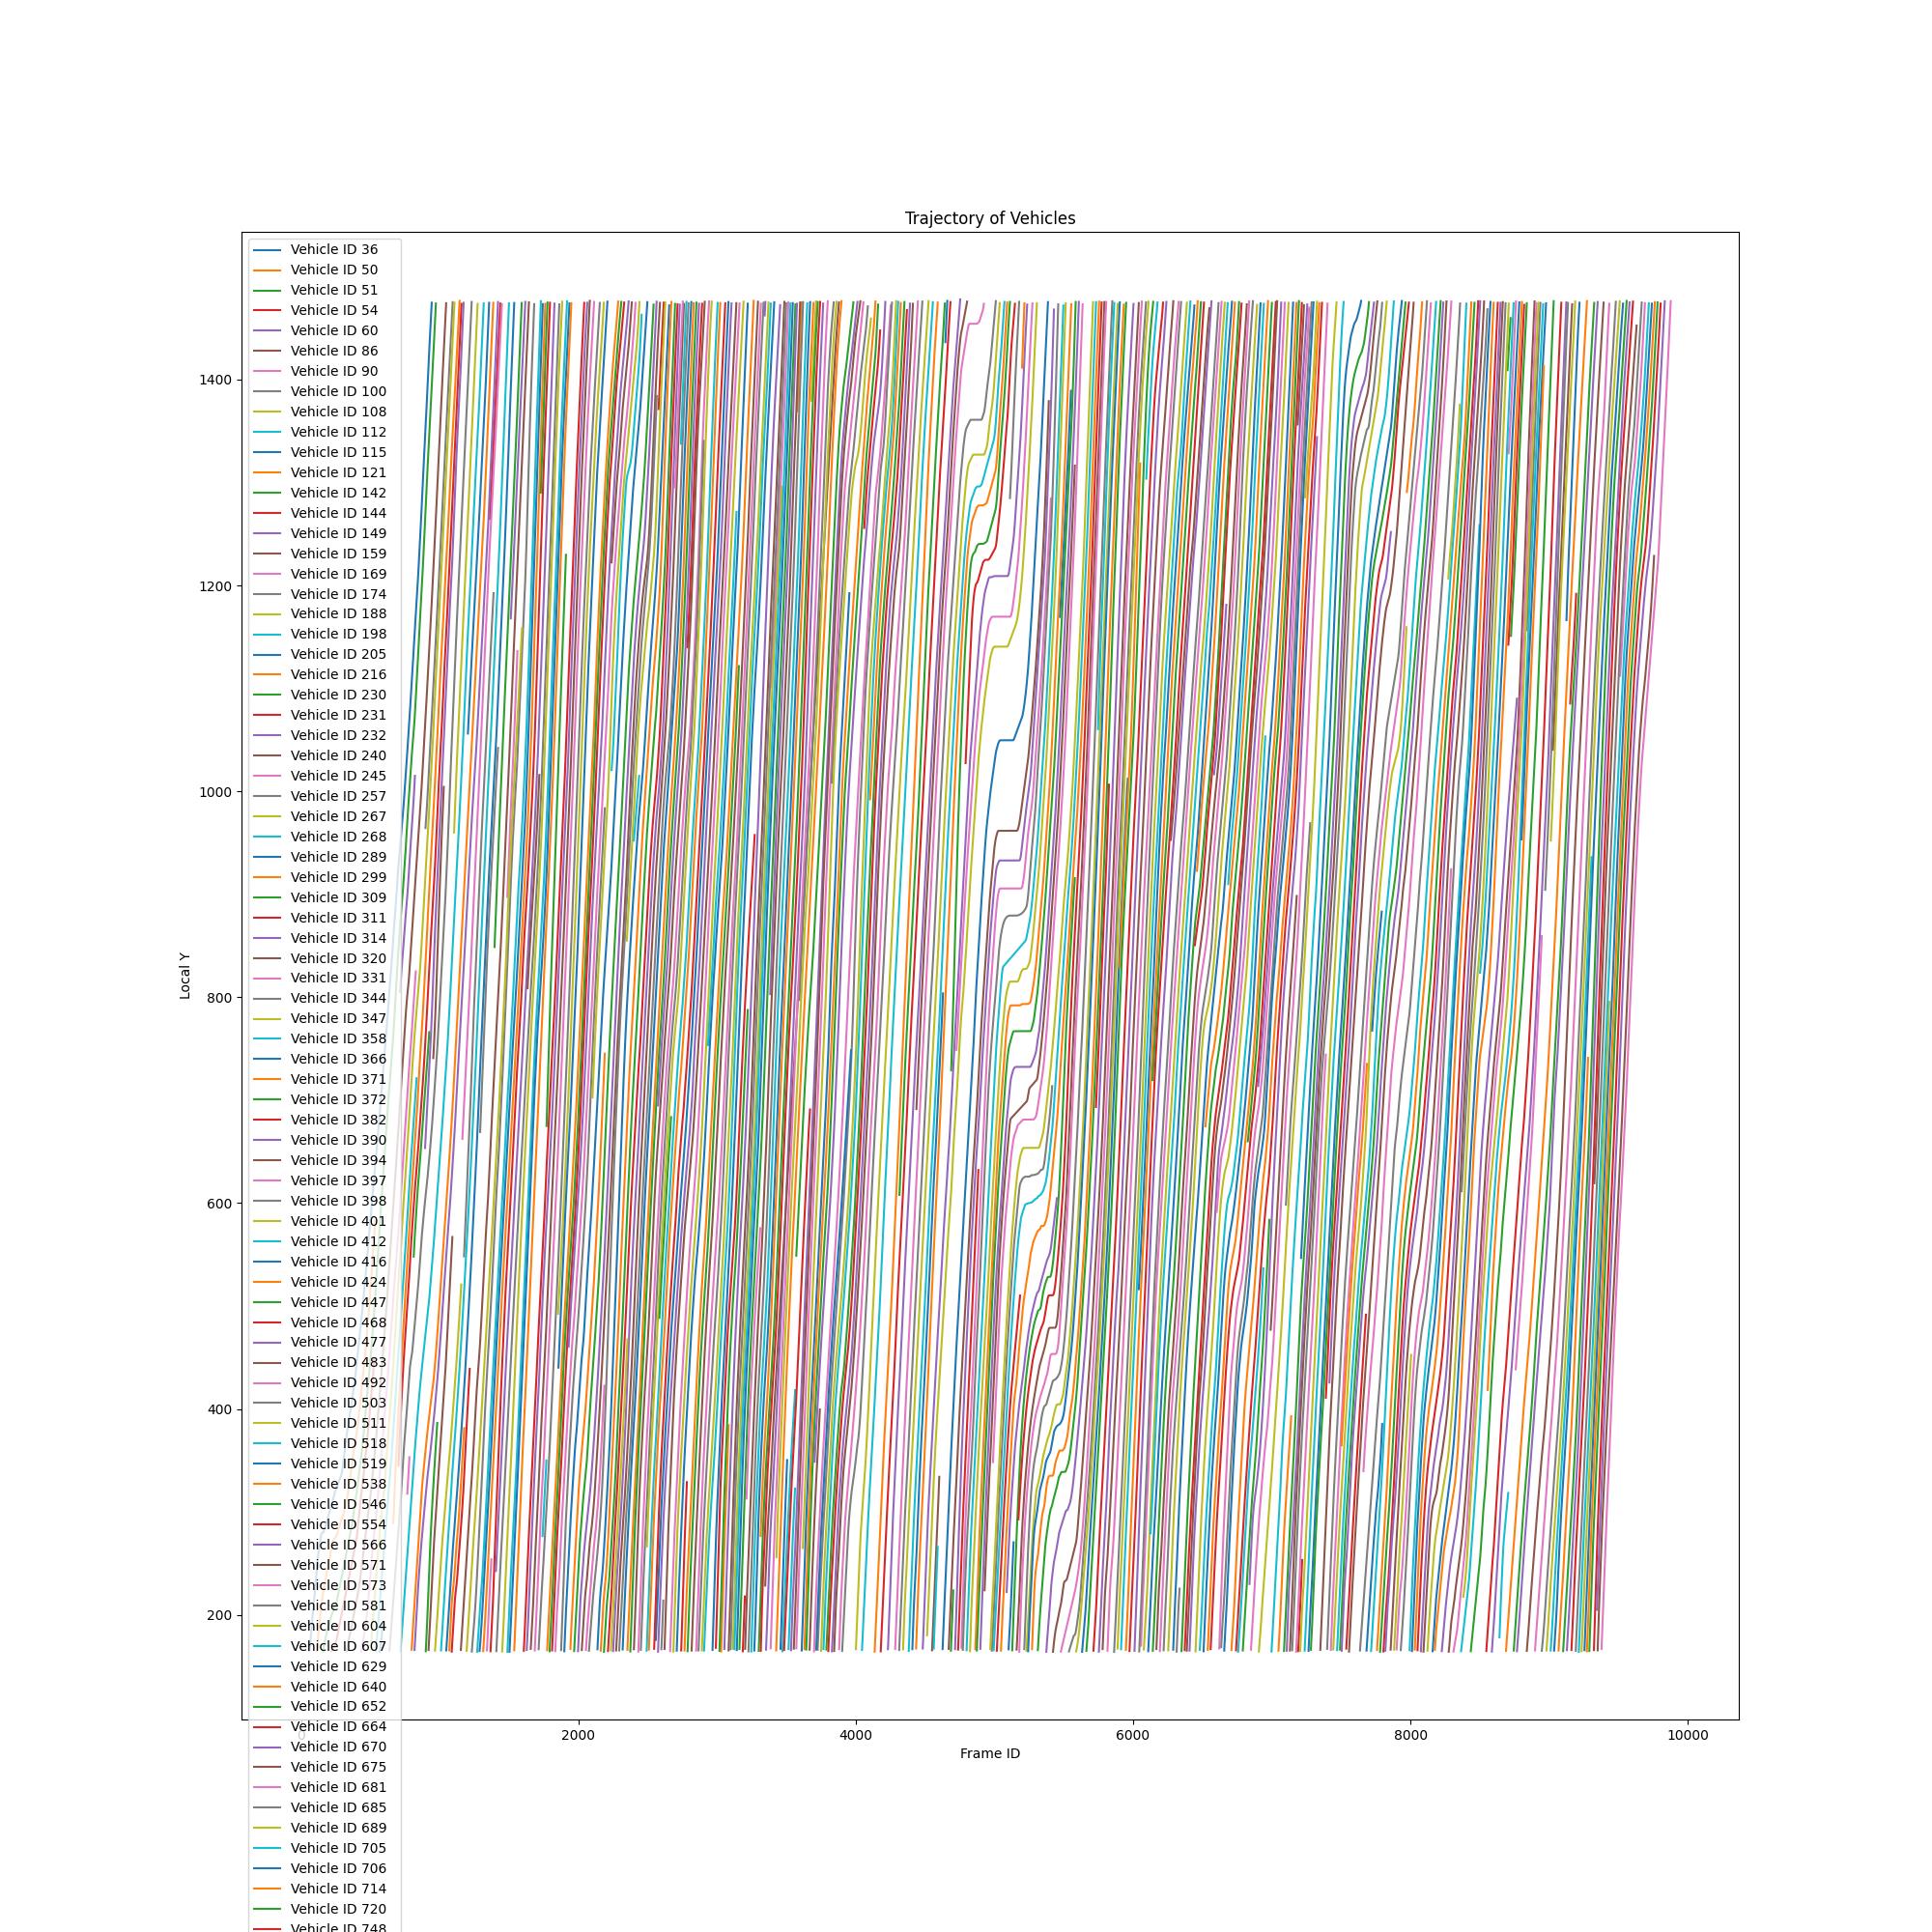 Trajectory of Vehicles
Vehicle ID 36
Vehicle ID 50
Vehicle ID 51
Vehicle ID 54
Vehicle ID 60
Vehicle ID 86
Vehicle ID 90
Vehicle ID 100
Vehicle ID 108
Vehicle ID 112
Vehicle ID 115
Vehicle ID 121
Vehicle ID 142
Vehicle ID 144
Vehicle ID 149
Vehicle ID 159
Vehicle ID 169
Vehicle ID 174
Vehicle ID 188
Vehicle ID 198
Vehicle ID 205
Vehicle ID 216
Vehicle ID 230
Vehicle ID 231
Vehicle ID 232
Vehicle ID 240
Vehicle ID 245
Vehicle ID 257
Vehicle ID 267
Vehicle ID 268
Vehicle ID 289
Vehicle ID 299
Vehicle ID 309
Vehicle ID 311
Vehicle ID 314
Vehicle ID 320
Vehicle ID 331
Vehicle ID 344
Vehicle ID 347
Vehicle ID 358
Vehicle ID 366
Vehicle ID 371
Vehicle ID 372
Vehicle ID 382
Vehicle ID 390
Vehicle ID 394
Vehicle ID 397
Vehicle ID 398
Vehicle ID 401
Vehicle ID 412
Vehicle ID 416
Vehicle ID 424
Vehicle ID 447
Vehicle ID 468
Vehicle ID 477
Vehicle ID 483
Vehicle ID 492
Vehicle ID 503
Vehicle ID 511
Vehicle ID 518
Vehicle ID 519
Vehicle ID 538
Vehicle ID 546
Vehicle ID 554
Vehicle ID 566
Vehicle ID 571
Vehicle ID 573
Vehicle ID 581
Vehicle ID 604
Vehicle ID 607
Vehicle ID 629
Vehicle ID 640
Vehicle ID 652
Vehicle ID 664
Vehicle ID 670
Vehicle ID 675
Vehicle ID 681
Vehicle ID 685
Vehicle ID 689
Vehicle ID 705
Vehicle ID 706
Vehicle ID 714
Vehicle ID 720
Vehicle ID 748
1400
1200
1000
800
600
400
200
Local Y
2000
4000
6000
8000
10000
Frame ID